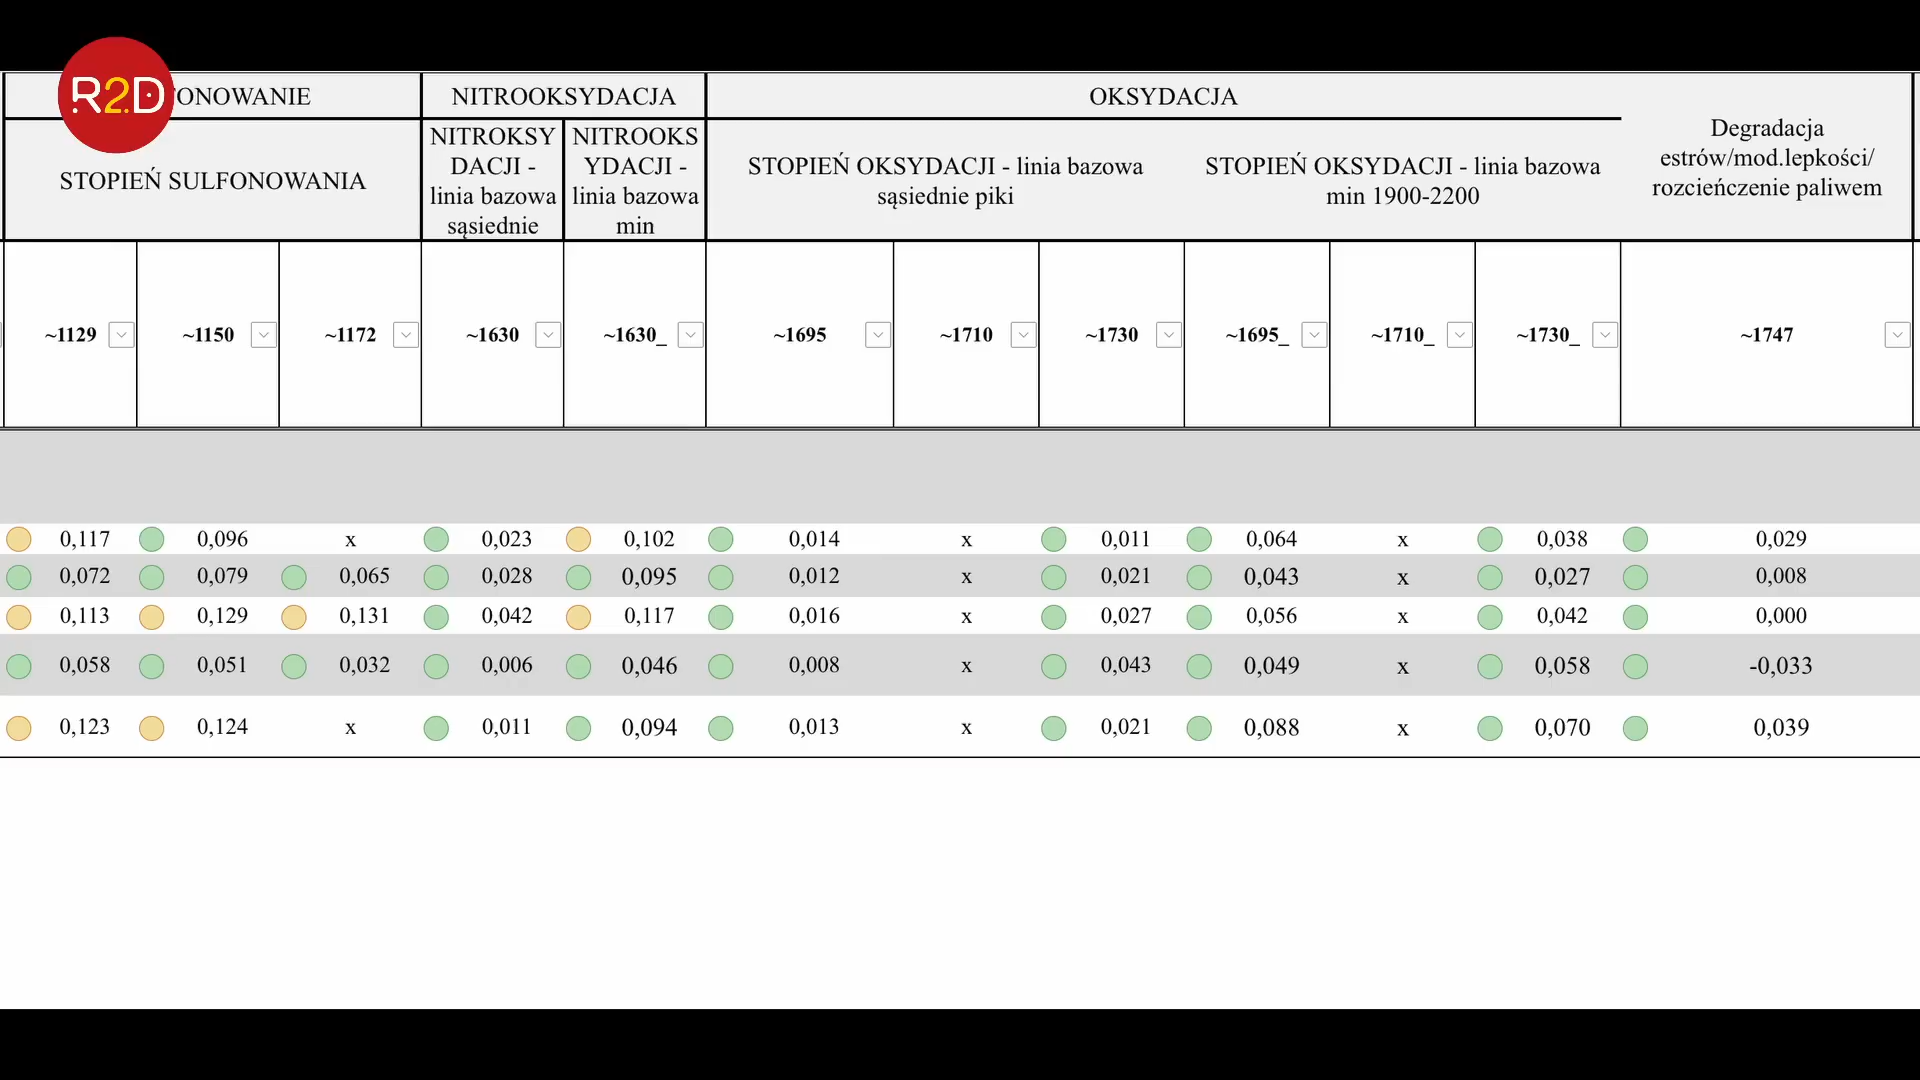 R2D
ONOWANIE NITROOKSYDACJA OKSYDACJA
STOPIEŃ SULFONOWANIA
NITROKSY
DACJI -
linia bazowa
sąsiednie
NITROOKS
YDACJI -
linia bazowa
min
STOPIEŃ OKSYDACJI - linia bazowa
sąsiednie piki
STOPIEŃ OKSYDACJI - linia bazowa
min 1900-2200
Degradacja
estrów/mod.lepkości/
rozcieńczenie paliwem
~1129 ~1150 ~1172 ~1630 ~1630_ ~1695 ~1710 ~1730 ~1695_ ~1710_ ~1730_ ~1747
0,117 0,096 x 0,023 0,102 0,014 x 0,011 0,064 x 0,038 0,029
0,072 0,079 0,065 0,028 0,095 0,012 x 0,021 0,043 x 0,027 0,008
0,113 0,129 0,131 0,042 0,117 0,016 x 0,027 0,056 x 0,042 0,000
0,058 0,051 0,032 0,006 0,046 0,008 x 0,043 0,049 x 0,058 -0,033
0,123 0,124 x 0,011 0,094 0,013 x 0,021 0,088 x 0,070 0,039